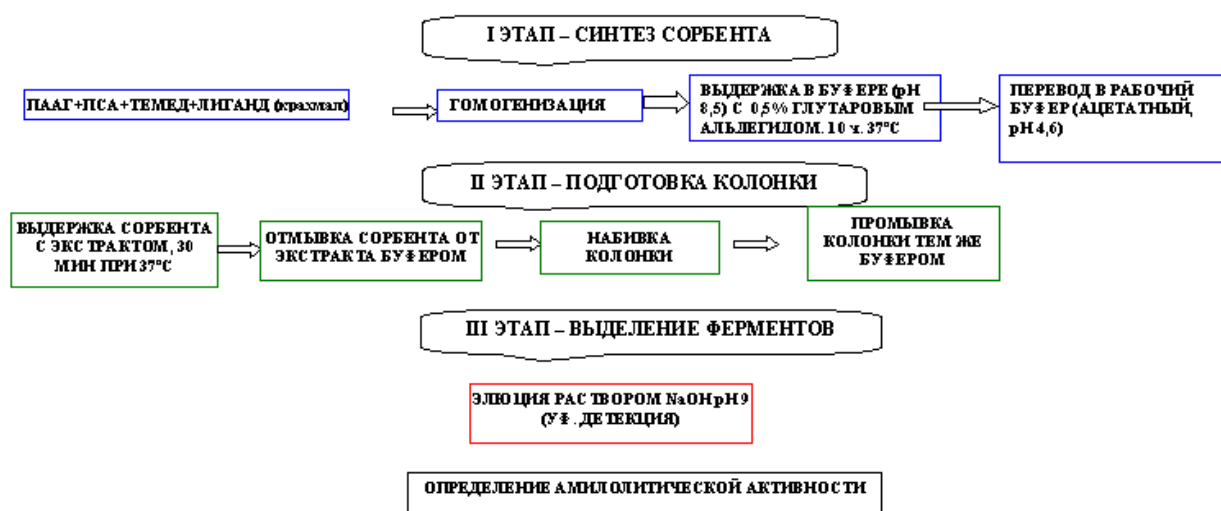 I ЭТАП – СИНТЕЗ СОРБЕНТА
ПААГ+ПСА+ТЕМЕД+ЛИГАНД (крахмал)
ГОМОГЕНИЗАЦИЯ
ВЫДЕРЖКА В БУФЕРЕ (рН
8,5) С 0,5% ГЛУТАРОВЫМ
АЛЬДЕГИДОМ. 10 ч. 37°С
ПЕРЕВОД В РАБОЧИЙ
БУФЕР (АЦЕТАТНЫЙ,
рН 4,6)
II ЭТАП – ПОДГОТОВКА КОЛОНКИ
ВЫДЕРЖКА СОРБЕНТА
С ЭКСТРАКТОМ, 30
МИН ПРИ 37°С
ОТМЫВКА СОРБЕНТА ОТ
ЭКСТРАКТА БУФЕРОМ
НАБИВКА
КОЛОНКИ
ПРОМЫВКА
КОЛОНКИ ТЕМ ЖЕ
БУФЕРОМ
III ЭТАП – ВЫДЕЛЕНИЕ ФЕРМЕНТОВ
ЭЛЮЦИЯ РАСТВОРОМ NaOH pH 9
(УФ. ДЕТЕКЦИЯ)
ОПРЕДЕЛЕНИЕ АМИЛОЛИТИЧЕСКОЙ АКТИВНОСТИ